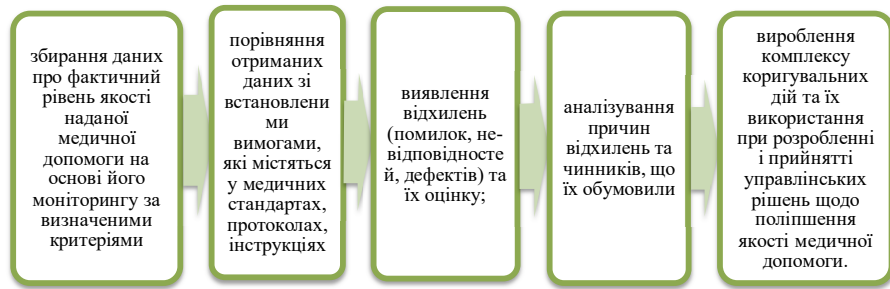 збирання даних
про фактичний
рівень якості
наданої
медичної
допомоги на
основі його
моніторингу за
визначеними
критеріями
порівняння
отриманих
даних зі
встановлени
ми
вимогами,
які містяться
у медичних
стандартах,
протоколах,
інструкціях
виявлення
відхилень
(помилок, не-
відповідносте
й, дефектів) та
їх оцінку;
аналізування
причин
відхилень та
чинників, що
їх обумовили
вироблення
комплексу
коригувальних
дій та їх
використання
при розробленні
і прийнятті
управлінських
рішень щодо
поліпшення
якості медичної
допомоги.